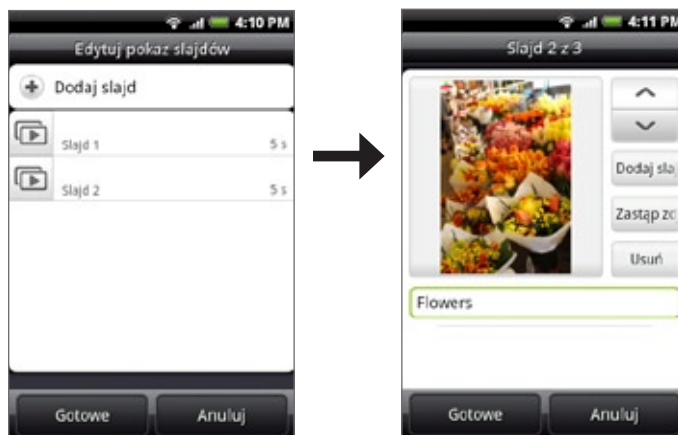 4:10 PM
Edytuj pokaz slajdów
Dodaj slajd
Slajd 1 5 s
Slajd 2 5 s
Gotowe Anuluj
4:11 PM
Slajd 2 z 3
Dodaj slaj
Zastąp zd
Usuń
Flowers
Gotowe Anuluj